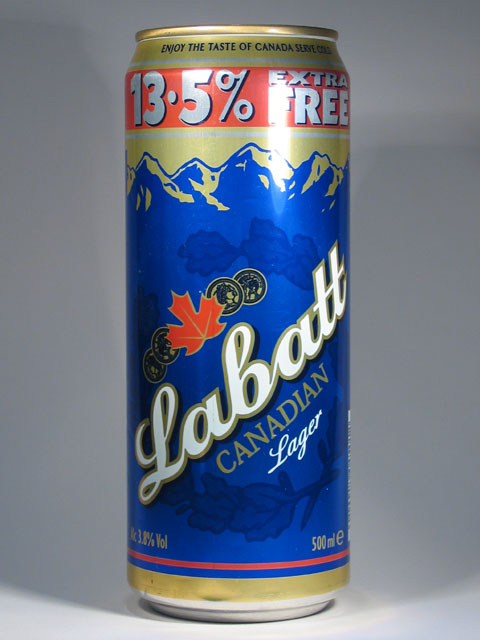 ENJOY THE TASTE OF CANADA SERVE COLD
13.5% EXTRA FREE
Labatt
CANADIAN
Lager
Alc 3.8% Vol
500 ml e